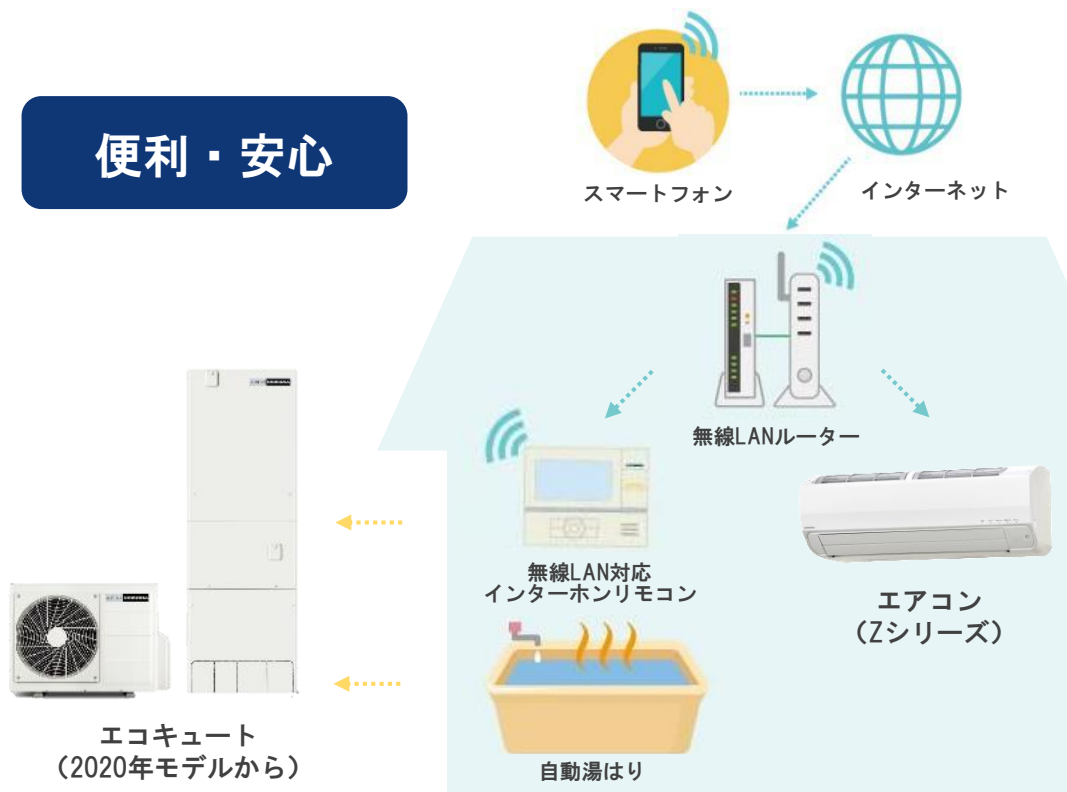 便利・安心
スマートフォン
インターネット
無線LANルーター
無線LAN対応
インターホンリモコン
エアコン
（Zシリーズ）
自動湯はり
エコキュート
（2020年モデルから）